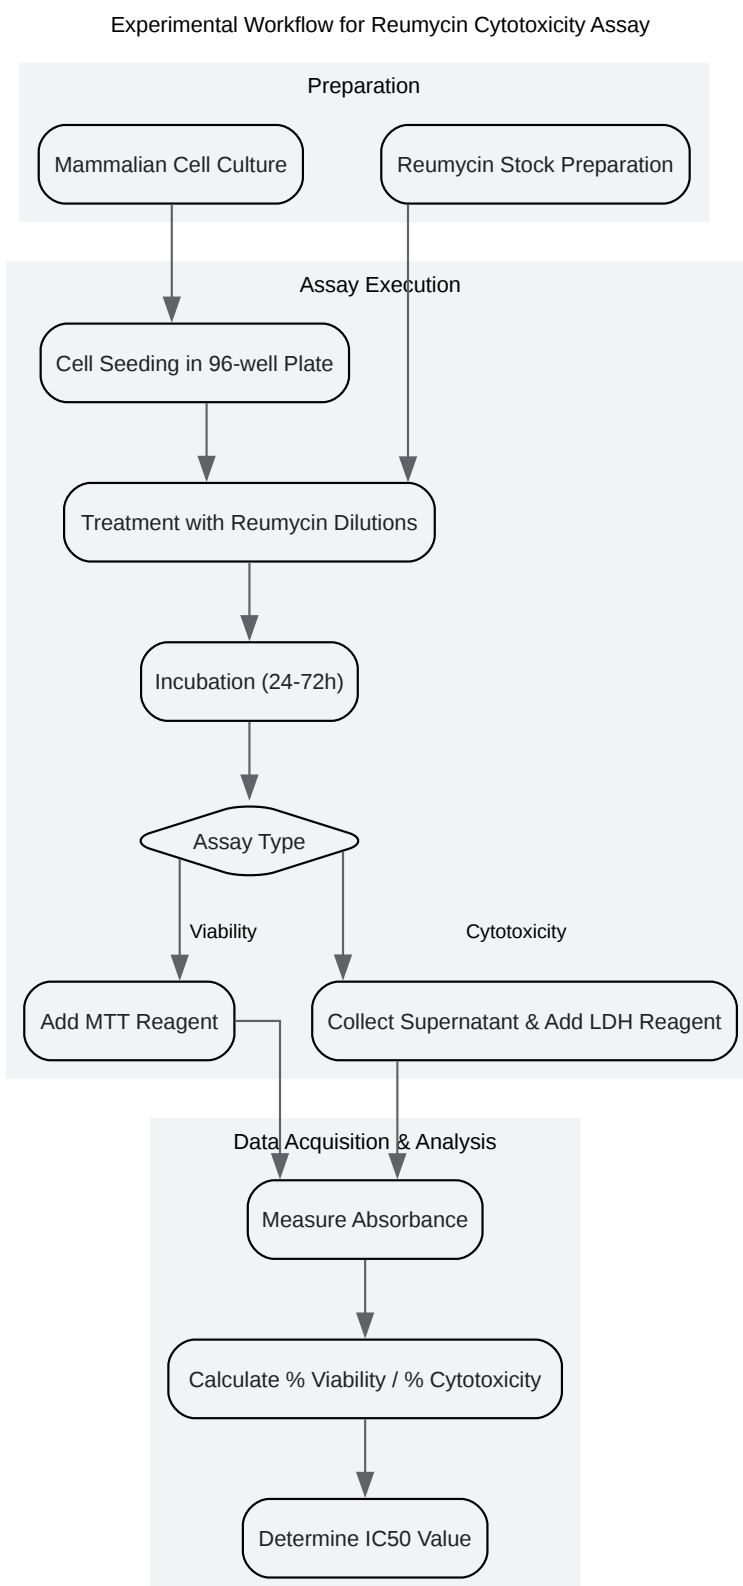 Experimental Workflow for Reumycin Cytotoxicity Assay
Preparation
Mammalian Cell Culture
Reumycin Stock Preparation
Assay Execution
Cell Seeding in 96-well Plate
Treatment with Reumycin Dilutions
Incubation (24-72h)
Assay Type
Viability
Cytotoxicity
Add MTT Reagent
Collect Supernatant & Add LDH Reagent
Data Acquisition & Analysis
Measure Absorbance
Calculate % Viability / % Cytotoxicity
Determine IC50 Value